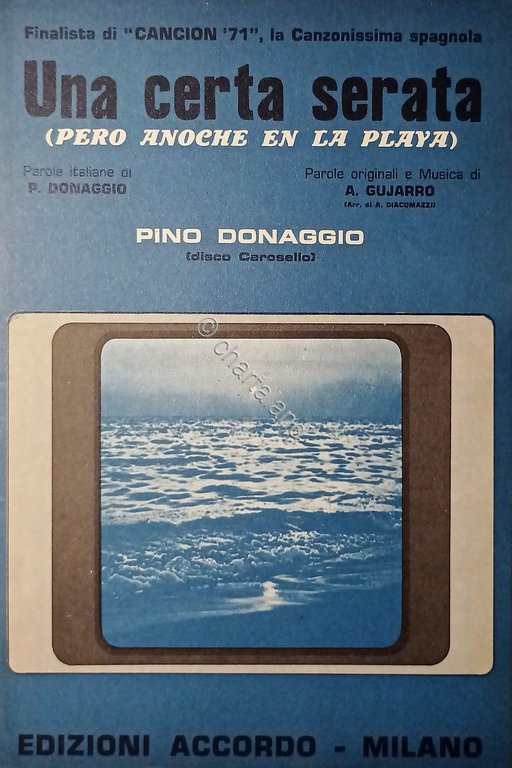 Finalista di "CANCION '71", la Canzonissima spagnola
Una certa serata
(PERO ANOCHE EN LA PLAYA)
Parole italiane di
P. DONAGGIO
Parole originali e Musica di
A. GUJARRO
(Arr. di A. GIACOMAZZI)
PINO DONAGGIO
(disco Carosello)
EDIZIONI ACCORDO - MILANO